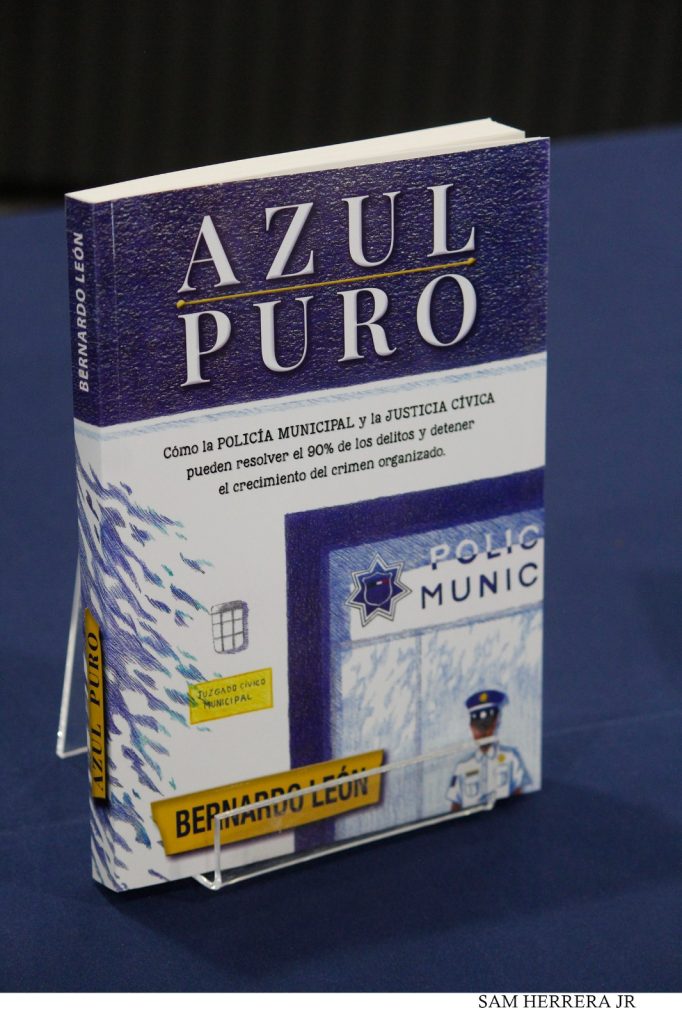 AZUL
PURO
BERNARDO LEÓN
Cómo la POLICÍA MUNICIPAL y la JUSTICIA CÍVICA
pueden resolver el 90% de los delitos y detener
el crecimiento del crimen organizado.
POLIC
MUNIC
JUZGADO CÍVICO
MUNICIPAL
AZUL PURO
BERNARDO LEÓN
SAM HERRERA JR